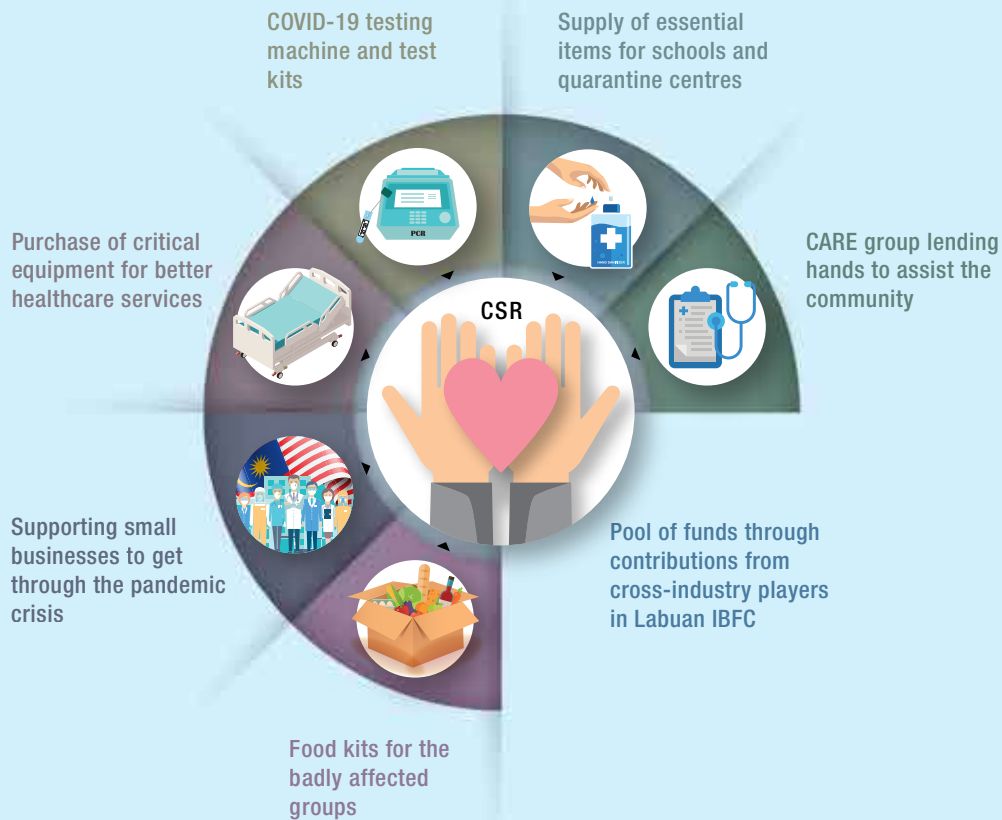 COVID-19 testing
machine and test
kits
Supply of essential
items for schools and
quarantine centres
Purchase of critical
equipment for better
healthcare services
PCR
CARE group lending
hands to assist the
community
CSR
Supporting small
businesses to get
through the pandemic
crisis
Pool of funds through
contributions from
cross-industry players
in Labuan IBFC
Food kits for the
badly affected
groups